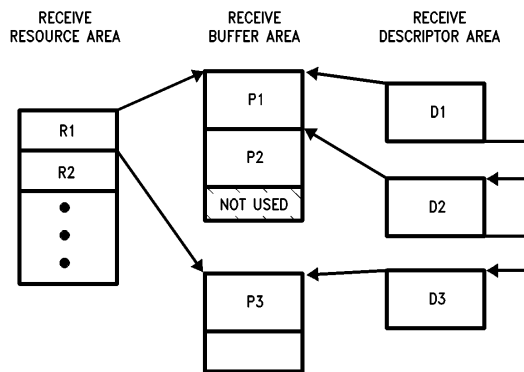 RECEIVE
RESOURCE AREA
RECEIVE
BUFFER AREA
RECEIVE
DESCRIPTOR AREA
R1
R2
P1
P2
NOT USED
P3
D1
D2
D3